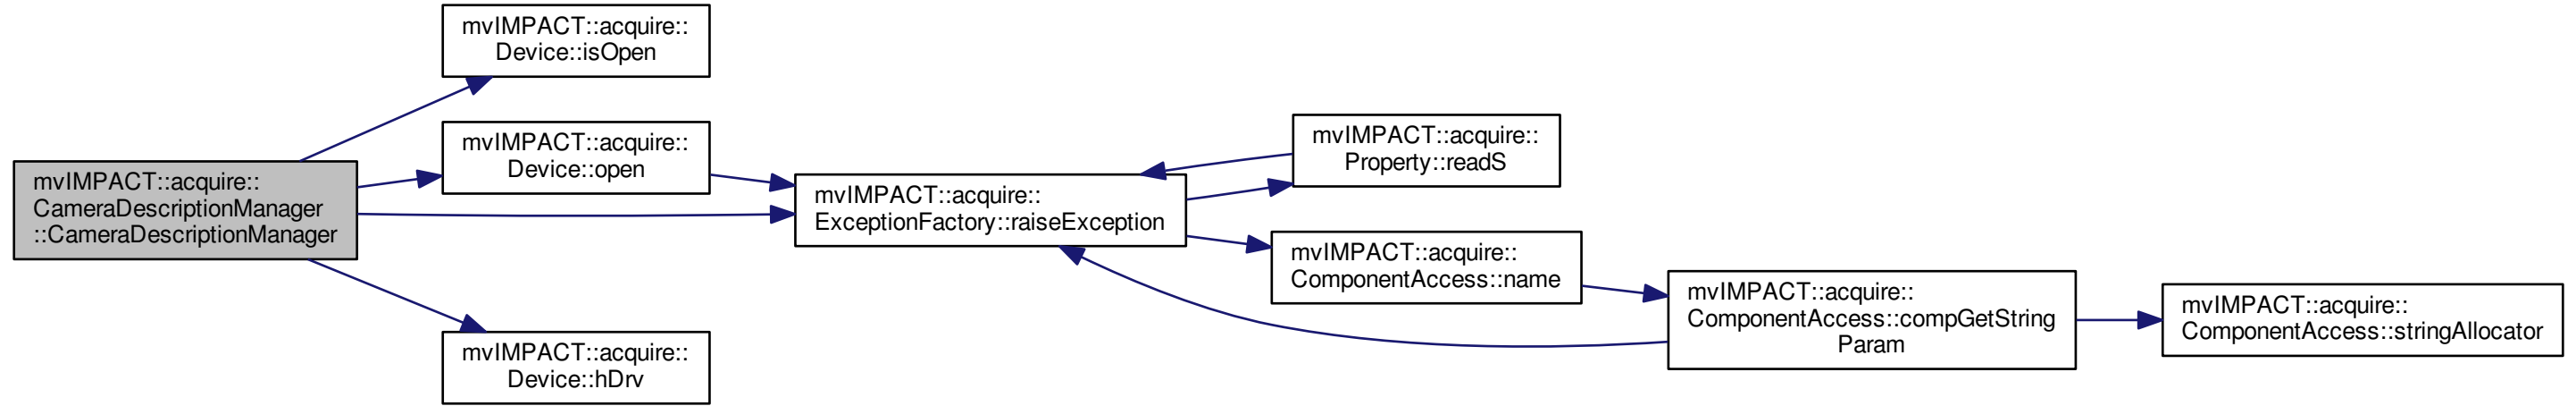 mvIMPACT::acquire::
CameraDescriptionManager
::CameraDescriptionManager
mvIMPACT::acquire::
Device::isOpen
mvIMPACT::acquire::
Device::open
mvIMPACT::acquire::
Device::hDrv
mvIMPACT::acquire::
ExceptionFactory::raiseException
mvIMPACT::acquire::
Property::readS
mvIMPACT::acquire::
ComponentAccess::name
mvIMPACT::acquire::
ComponentAccess::compGetString
Param
mvIMPACT::acquire::
ComponentAccess::stringAllocator